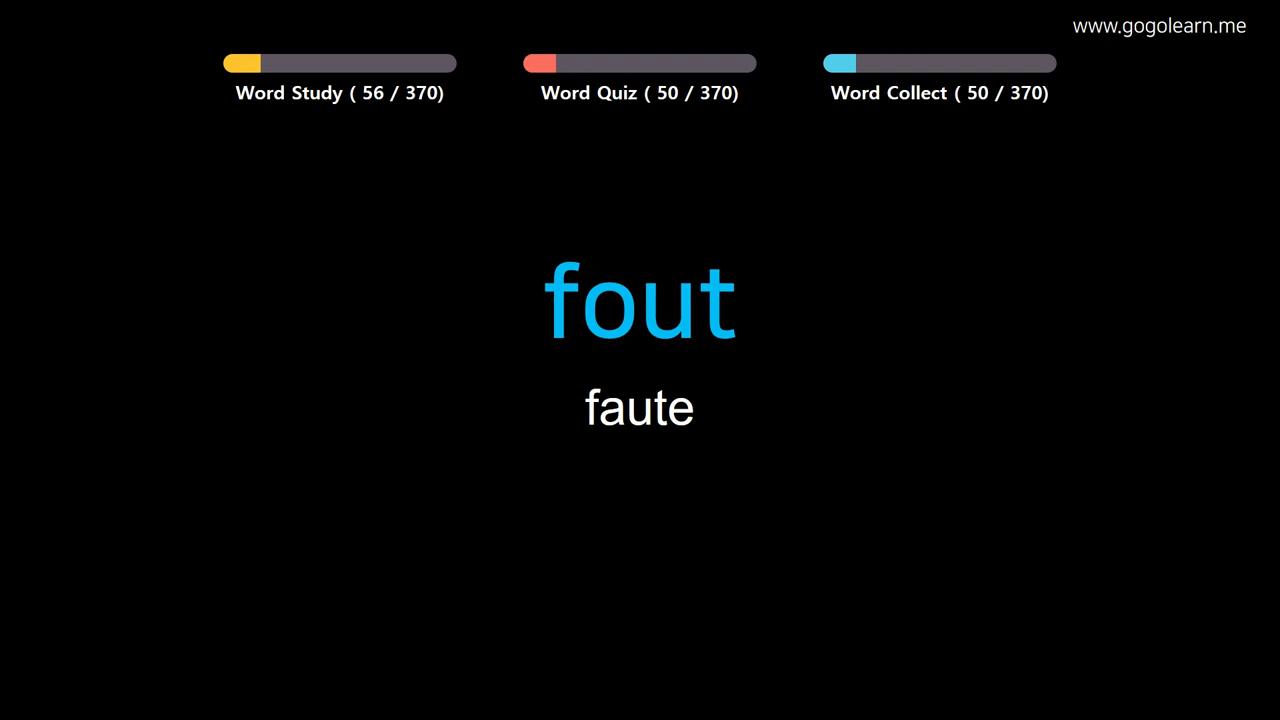 www.gogolearn.me
Word Study ( 56 / 370)
Word Quiz ( 50 / 370)
Word Collect ( 50 / 370)
fout
faute